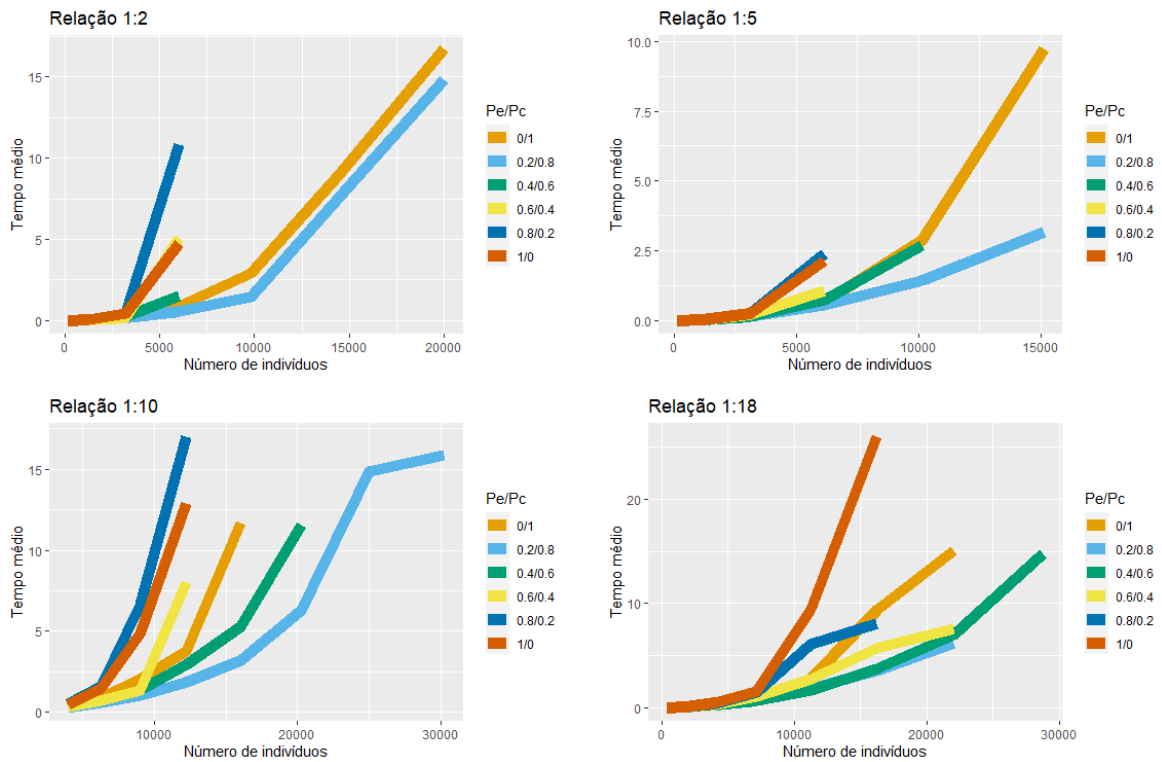 Relação 1:2
Tempo médio
15
10
5
0
0 5000 10000 15000 20000
Número de indivíduos
Pe/Pc
0/1
0.2/0.8
0.4/0.6
0.6/0.4
0.8/0.2
1/0
Relação 1:5
Tempo médio
10.0
7.5
5.0
2.5
0.0
0 5000 10000 15000
Número de indivíduos
Pe/Pc
0/1
0.2/0.8
0.4/0.6
0.6/0.4
0.8/0.2
1/0
Relação 1:10
Tempo médio
15
10
5
0
10000 20000 30000
Número de indivíduos
Pe/Pc
0/1
0.2/0.8
0.4/0.6
0.6/0.4
0.8/0.2
1/0
Relação 1:18
Tempo médio
20
10
0
0 10000 20000 30000
Número de indivíduos
Pe/Pc
0/1
0.2/0.8
0.4/0.6
0.6/0.4
0.8/0.2
1/0